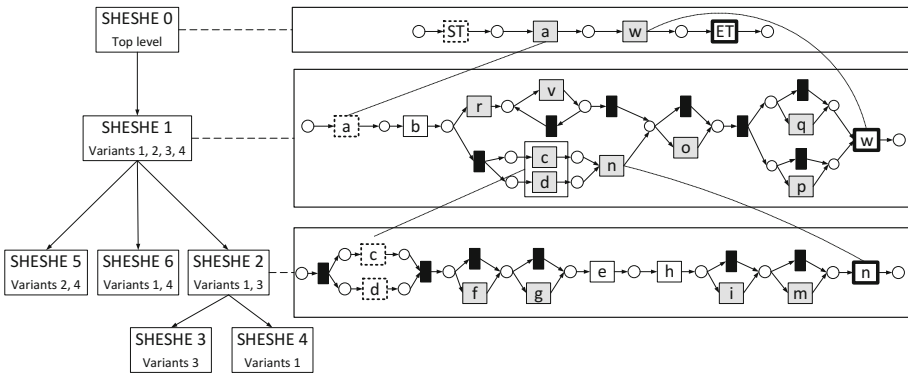 SHESHE 0
Top level
ST
a
w
ET
SHESHE 1
Variants 1, 2, 3, 4
a
b
r
v
c
d
n
o
q
p
w
SHESHE 5
Variants 2, 4
SHESHE 6
Variants 1, 4
SHESHE 2
Variants 1, 3
c
d
f
g
e
h
i
m
n
SHESHE 3
Variants 3
SHESHE 4
Variants 1